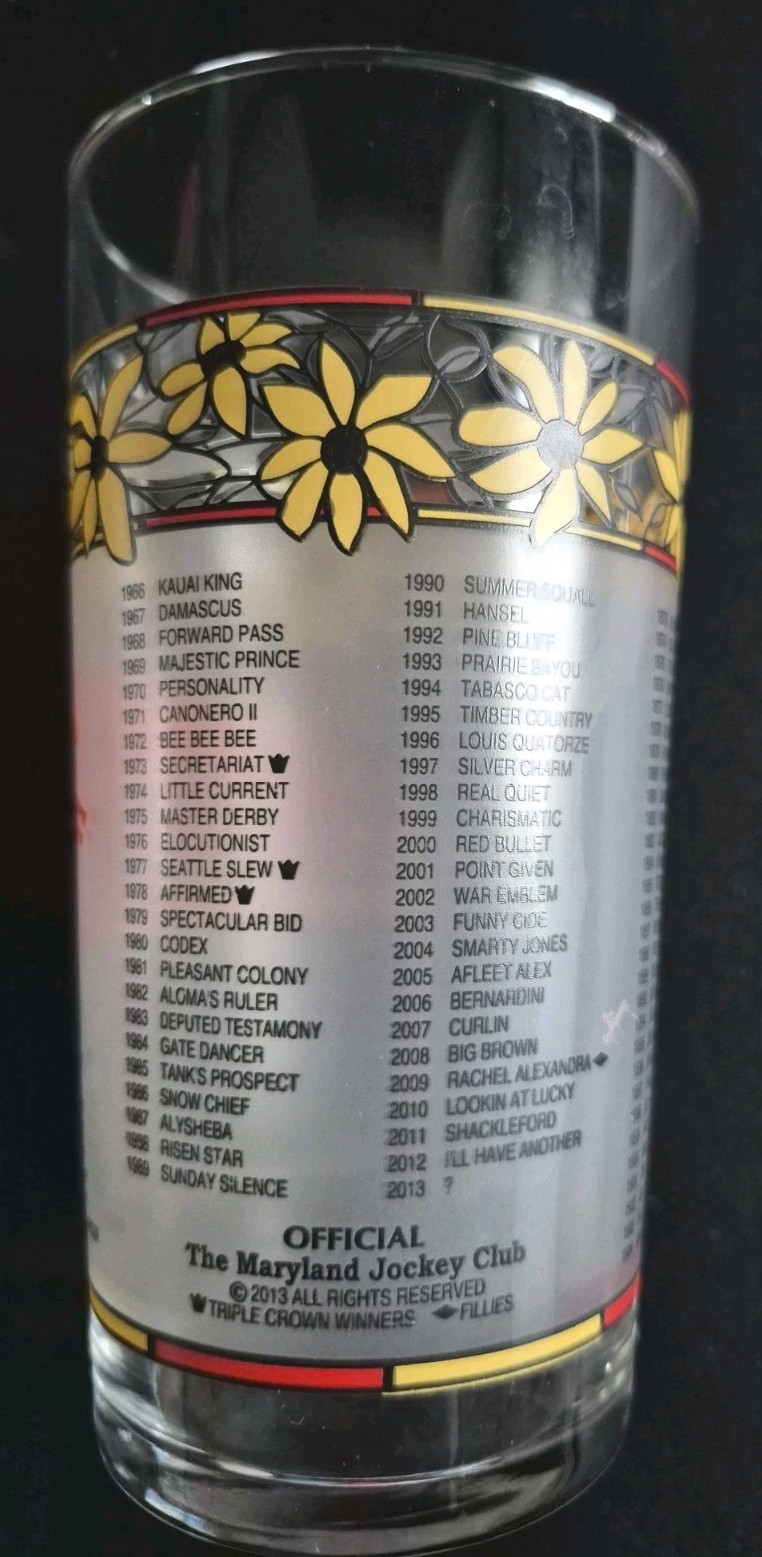 1966 KAUAI KING
1967 DAMASCUS
1968 FORWARD PASS
1969 MAJESTIC PRINCE
1970 PERSONALITY
1971 CANONERO II
1972 BEE BEE BEE
1973 SECRETARIAT
1974 LITTLE CURRENT
1975 MASTER DERBY
1976 ELOCUTIONIST
1977 SEATTLE SLEW
1978 AFFIRMED
1979 SPECTACULAR BID
1980 CODEX
1981 PLEASANT COLONY
1982 ALOMA'S RULER
1983 DEPUTED TESTAMONY
1984 GATE DANCER
1985 TANK'S PROSPECT
1986 SNOW CHIEF
1987 ALYSHEBA
1988 RISEN STAR
1989 SUNDAY SILENCE
1990 SUMMER SQUALL
1991 HANSEL
1992 PINE BLUFF
1993 PRAIRIE BAYOU
1994 TABASCO CAT
1995 TIMBER COUNTRY
1996 LOUIS QUATORZE
1997 SILVER CHARM
1998 REAL QUIET
1999 CHARISMATIC
2000 RED BULLET
2001 POINT GIVEN
2002 WAR EMBLEM
2003 FUNNY CIDE
2004 SMARTY JONES
2005 AFLEET ALEX
2006 BERNARDINI
2007 CURLIN
2008 BIG BROWN
2009 RACHEL ALEXANDRA
2010 LOOKIN AT LUCKY
2011 SHACKLEFORD
2012 I'LL HAVE ANOTHER
2013 ?
OFFICIAL
The Maryland Jockey Club
©2013 ALL RIGHTS RESERVED
TRIPLE CROWN WINNERS FILLIES